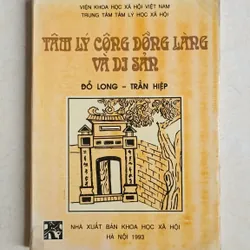 VIỆN KHOA HỌC XÃ HỘI VIỆT NAM
TRUNG TÂM TÂM LÝ HỌC XÃ HỘI
TÂM LÝ CỘNG ĐỒNG LÀNG
VÀ DI SẢN
ĐỖ LONG - TRẦN HIỆP
NHÀ XUẤT BẢN KHOA HỌC XÃ HỘI
HÀ NỘI 1993